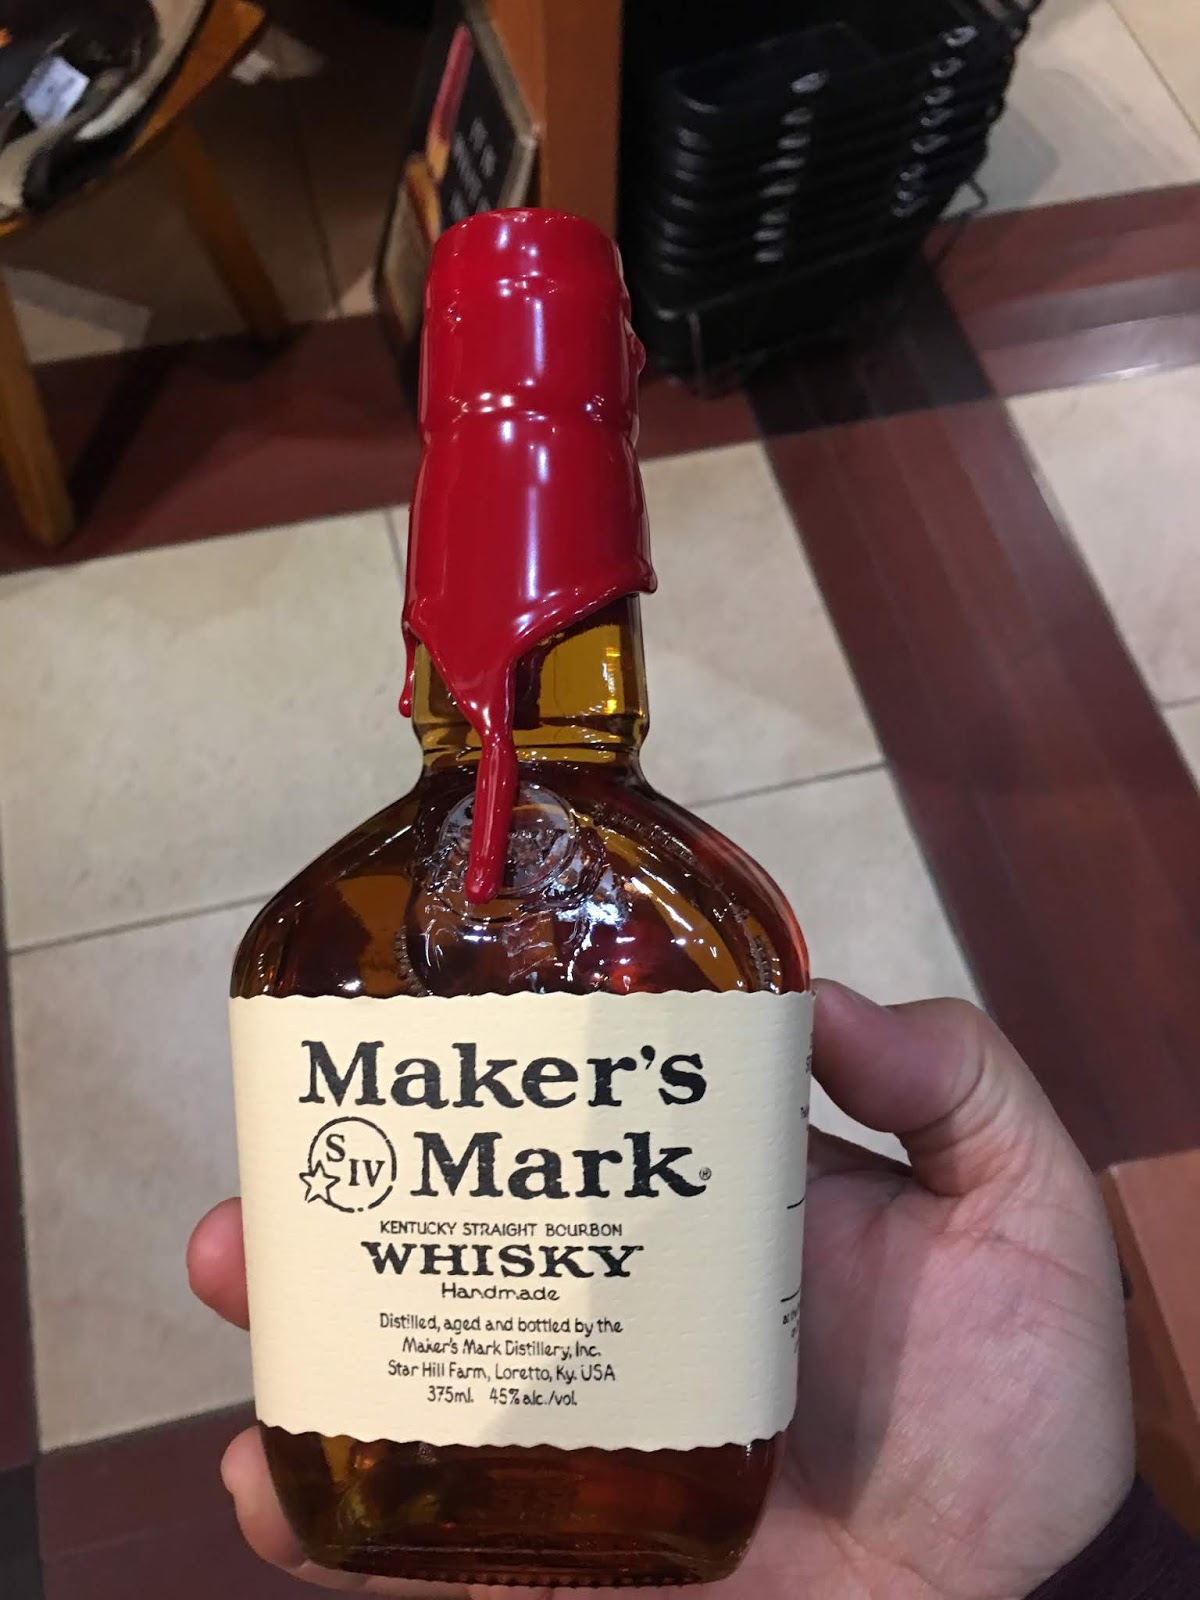 Maker's
S IV Mark®
KENTUCKY STRAIGHT BOURBON
WHISKY
Handmade
Distilled, aged and bottled by the
Maker's Mark Distillery, Inc.
Star Hill Farm, Loretto, Ky. USA
375ml. 45% alc./vol.